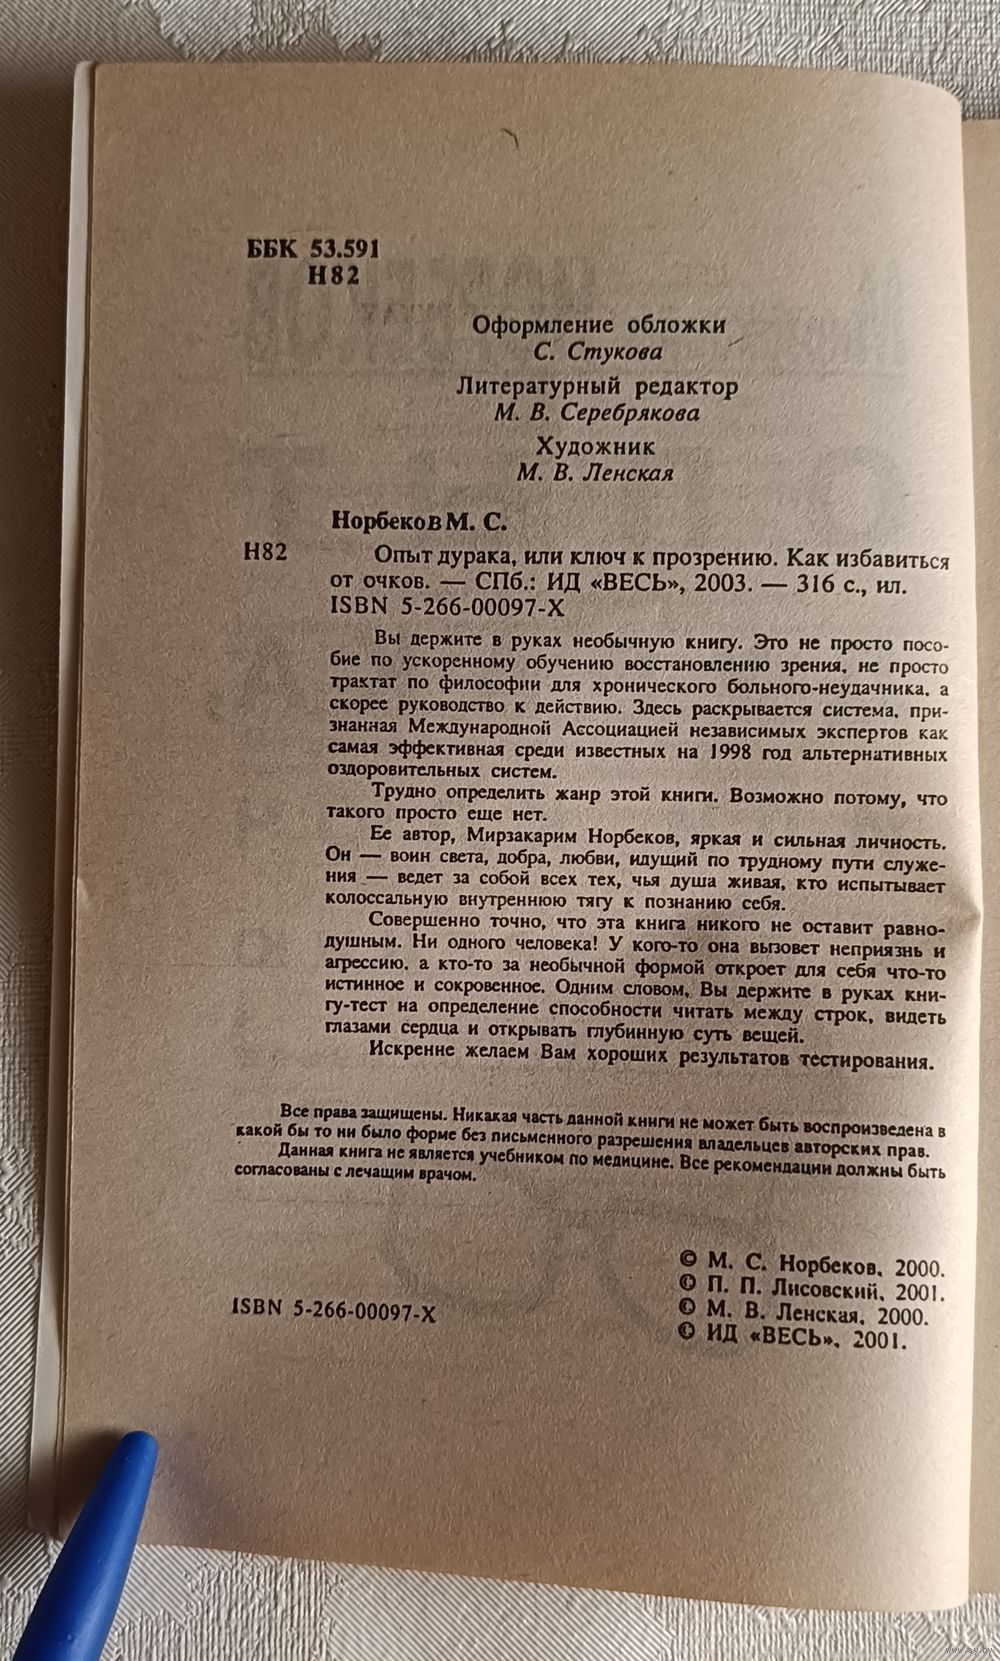 ББК 53.591
Н82
Оформление обложки
С. Стукова
Литературный редактор
М. В. Серебрякова
Художник
М. В. Ленская
Норбеков М. С.
Н82 Опыт дурака, или ключ к прозрению. Как избавиться
от очков. — СПб.: ИД «ВЕСЬ», 2003. — 316 с., ил.
ISBN 5-266-00097-X
Вы держите в руках необычную книгу. Это не просто посо-
бие по ускоренному обучению восстановлению зрения, не просто
трактат по философии для хронического больного-неудачника, а
скорее руководство к действию. Здесь раскрывается система, при-
знанная Международной Ассоциацией независимых экспертов как
самая эффективная среди известных на 1998 год альтернативных
оздоровительных систем.
Трудно определить жанр этой книги. Возможно потому, что
такого просто еще нет.
Ее автор, Мирзакарим Норбеков, яркая и сильная личность.
Он — воин света, добра, любви, идущий по трудному пути служе-
ния — ведет за собой всех тех, чья душа живая, кто испытывает
колоссальную внутреннюю тягу к познанию себя.
Совершенно точно, что эта книга никого не оставит равно-
душным. Ни одного человека! У кого-то она вызовет неприязнь и
агрессию, а кто-то за необычной формой откроет для себя что-то
истинное и сокровенное. Одним словом, Вы держите в руках кни-
гу-тест на определение способности читать между строк, видеть
глазами сердца и открывать глубинную суть вещей.
Искренне желаем Вам хороших результатов тестирования.
Все права защищены. Никакая часть данной книги не может быть воспроизведена в
какой бы то ни было форме без письменного разрешения владельцев авторских прав.
Данная книга не является учебником по медицине. Все рекомендации должны быть
согласованы с лечащим врачом.
© М. С. Норбеков, 2000.
© П. П. Лисовский, 2001.
© М. В. Ленская, 2000.
© ИД «ВЕСЬ», 2001.
ISBN 5-266-00097-X
www.ay.by